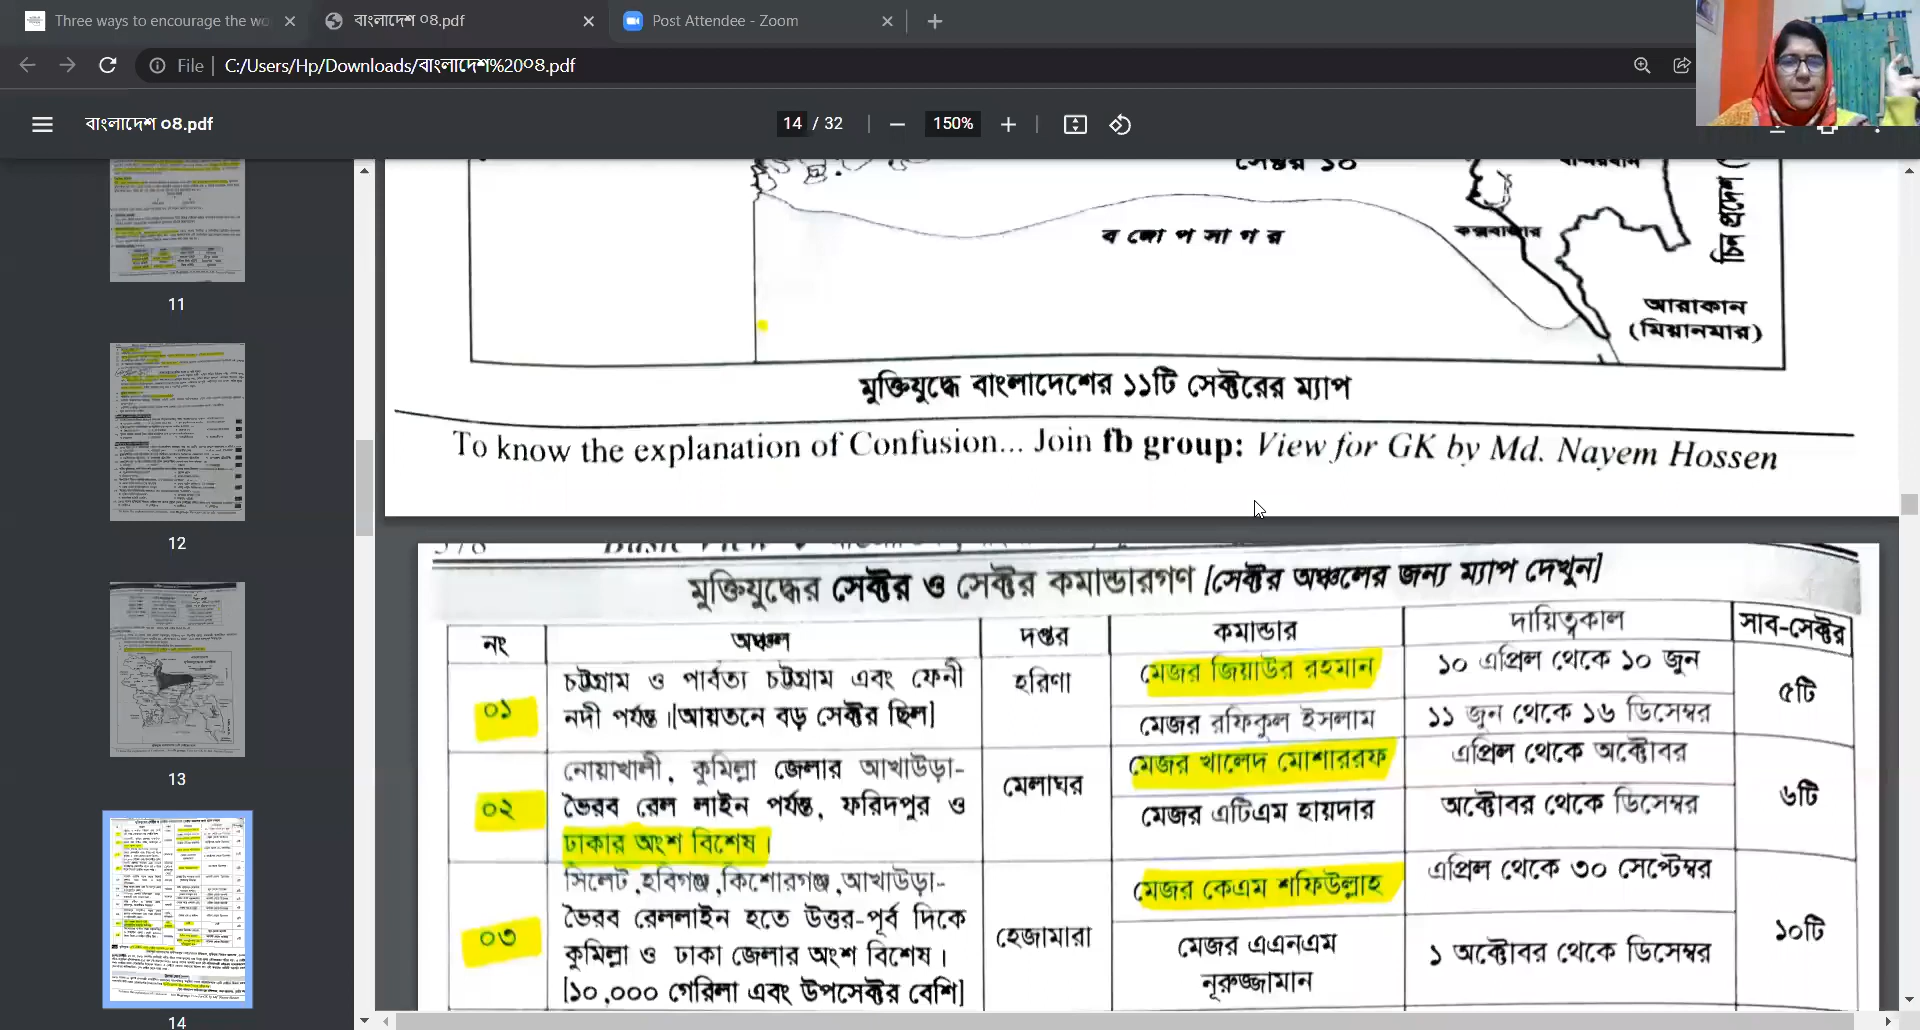 Three ways to encourage the wo
বাংলাদেশ ০৪.pdf
Post Attendee - Zoom
File
C:/Users/Hp/Downloads/বাংলাদেশ%20০৪.pdf
বাংলাদেশ ০৪.pdf
14 / 32
150%
11
12
13
14
সেক্টর ১০
বান্দরবান
চিন প্রদেশ (
ব ঙ্গো প সা গ র
কক্সবাজার
আরাকান
(মিয়ানমার)
মুক্তিযুদ্ধে বাংলাদেশের ১১টি সেক্টরের ম্যাপ
To know the explanation of Confusion... Join fb group: View for GK by Md. Nayem Hossen
মুক্তিযুদ্ধের সেক্টর ও সেক্টর কমান্ডারগণ [সেক্টর অঞ্চলের জন্য ম্যাপ দেখুন]
নং অঞ্চল দপ্তর কমান্ডার দায়িত্বকাল সাব-সেক্টর
০১ চট্টগ্রাম ও পার্বত্য চট্টগ্রাম এবং ফেনী হরিণা মেজর জিয়াউর রহমান ১০ এপ্রিল থেকে ১০ জুন ৫টি
নদী পর্যন্ত। [আয়তনে বড় সেক্টর ছিল] মেজর রফিকুল ইসলাম ১১ জুন থেকে ১৬ ডিসেম্বর
০২ নোয়াখালী, কুমিল্লা জেলার আখাউড়া- মেলাঘর মেজর খালেদ মোশাররফ এপ্রিল থেকে অক্টোবর ৬টি
ভৈরব রেল লাইন পর্যন্ত, ফরিদপুর ও মেজর এটিএম হায়দার অক্টোবর থেকে ডিসেম্বর
ঢাকার অংশ বিশেষ।
০৩ সিলেট,হবিগঞ্জ,কিশোরগঞ্জ,আখাউড়া- হেজামারা মেজর কেএম শফিউল্লাহ এপ্রিল থেকে ৩০ সেপ্টেম্বর ১০টি
ভৈরব রেললাইন হতে উত্তর-পূর্ব দিকে
কুমিল্লা ও ঢাকা জেলার অংশ বিশেষ। মেজর এএনএম ১ অক্টোবর থেকে ডিসেম্বর
[১০,০০০ গেরিলা এবং উপসেক্টর বেশি] নূরুজ্জামান